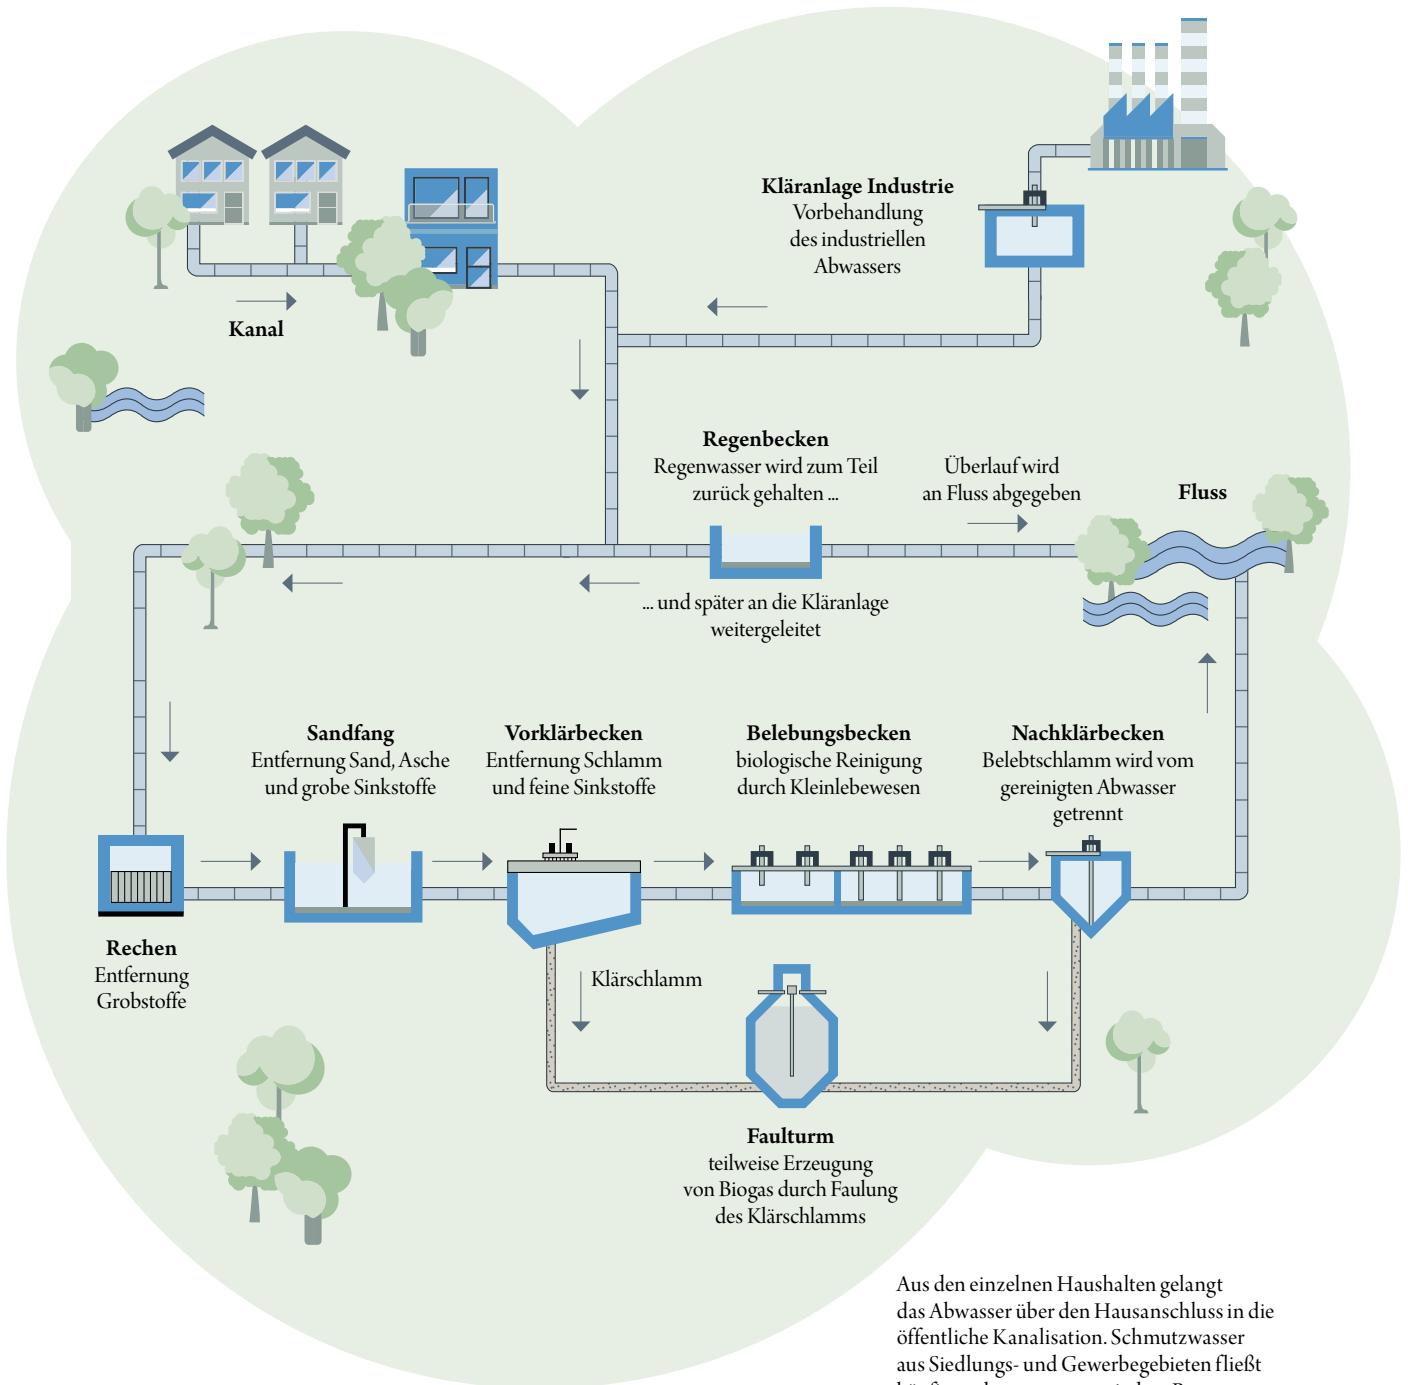 Kläranlage Industrie
Vorbehandlung
des industriellen
Abwassers
Kanal
Regenbecken
Regenwasser wird zum Teil
zurück gehalten ...
Überlauf wird
an Fluss abgegeben
Fluss
... und später an die Kläranlage
weitergeleitet
Sandfang
Entfernung Sand, Asche
und grobe Sinkstoffe
Vorklärbecken
Entfernung Schlamm
und feine Sinkstoffe
Belebungsbecken
biologische Reinigung
durch Kleinlebewesen
Nachklärbecken
Belebtschlamm wird vom
gereinigten Abwasser
getrennt
Rechen
Entfernung
Grobstoffe
Klärschlamm
Faulturm
teilweise Erzeugung
von Biogas durch Faulung
des Klärschlamms
Aus den einzelnen Haushalten gelangt
das Abwasser über den Hausanschluss in die
öffentliche Kanalisation. Schmutzwasser
aus Siedlungs- und Gewerbegebieten fließt